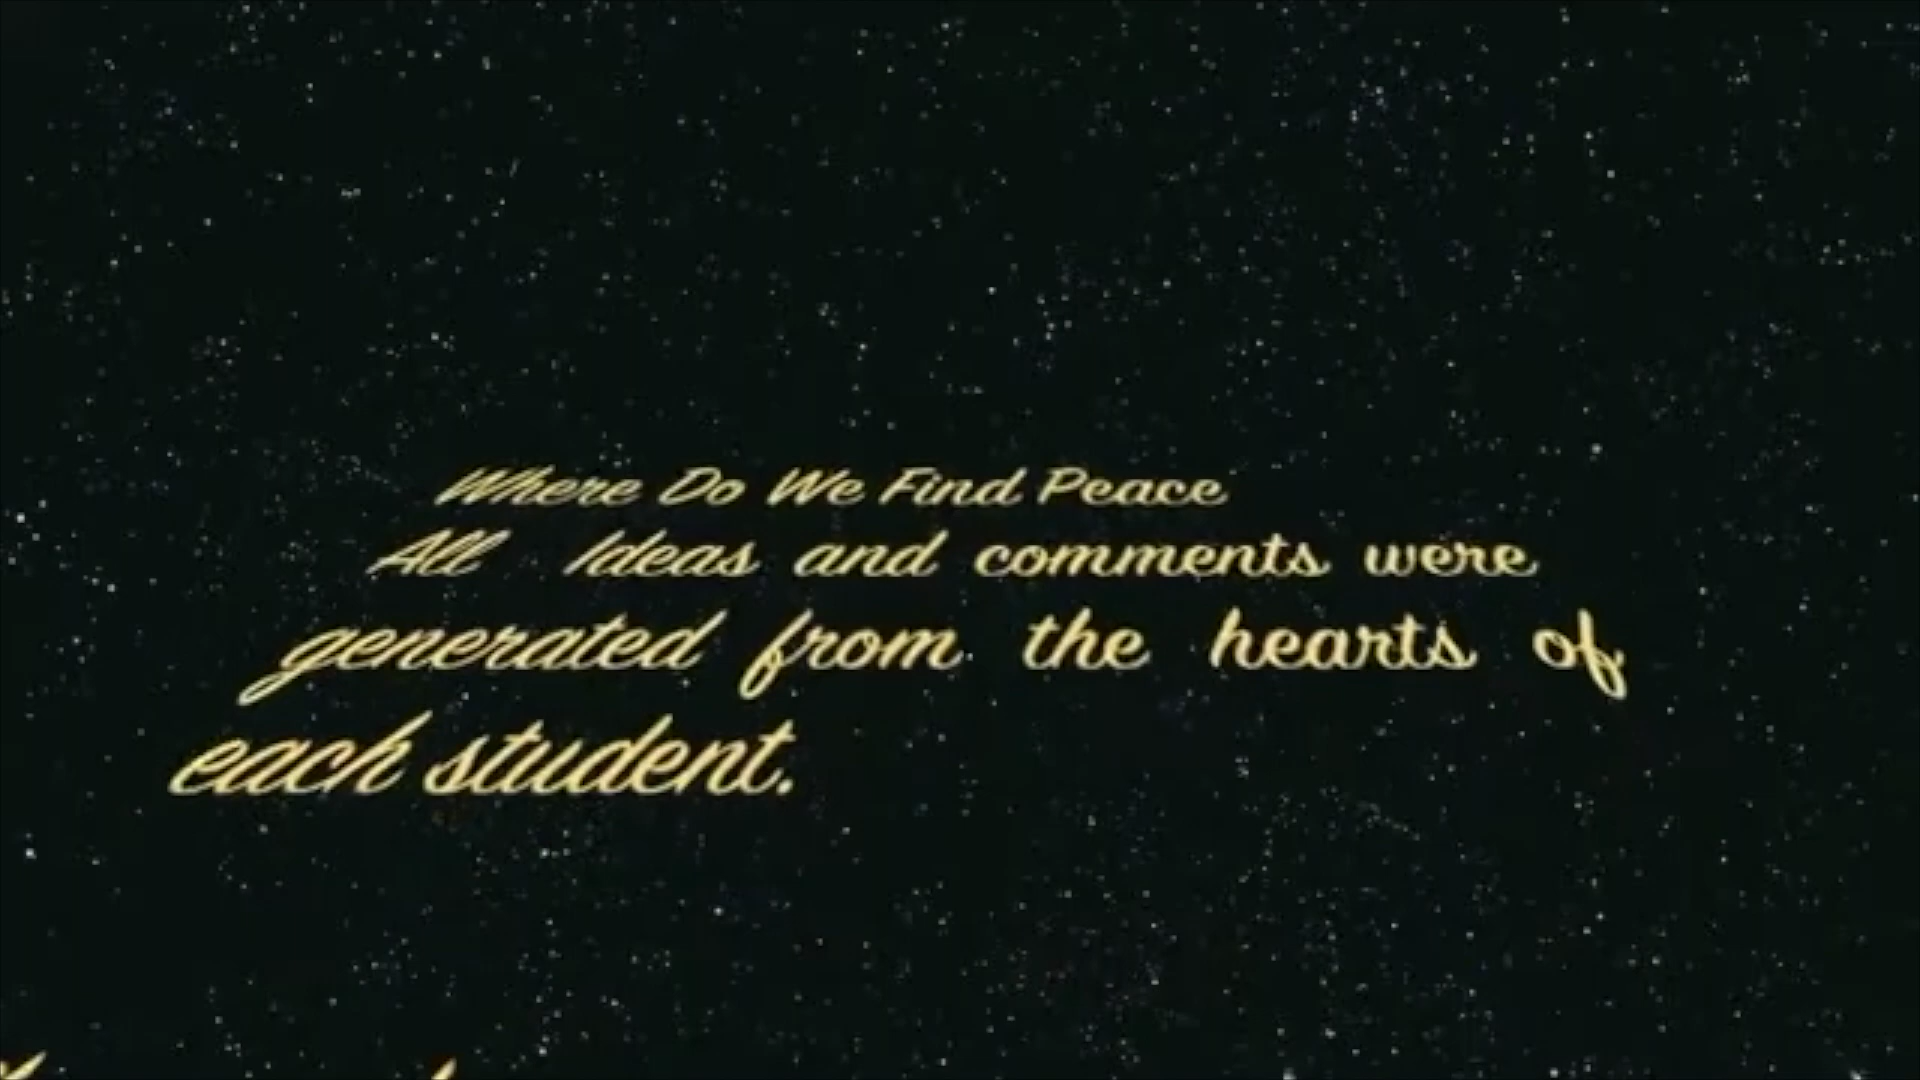 Where Do We Find Peace
All Ideas and comments were
generated from the hearts of
each student.